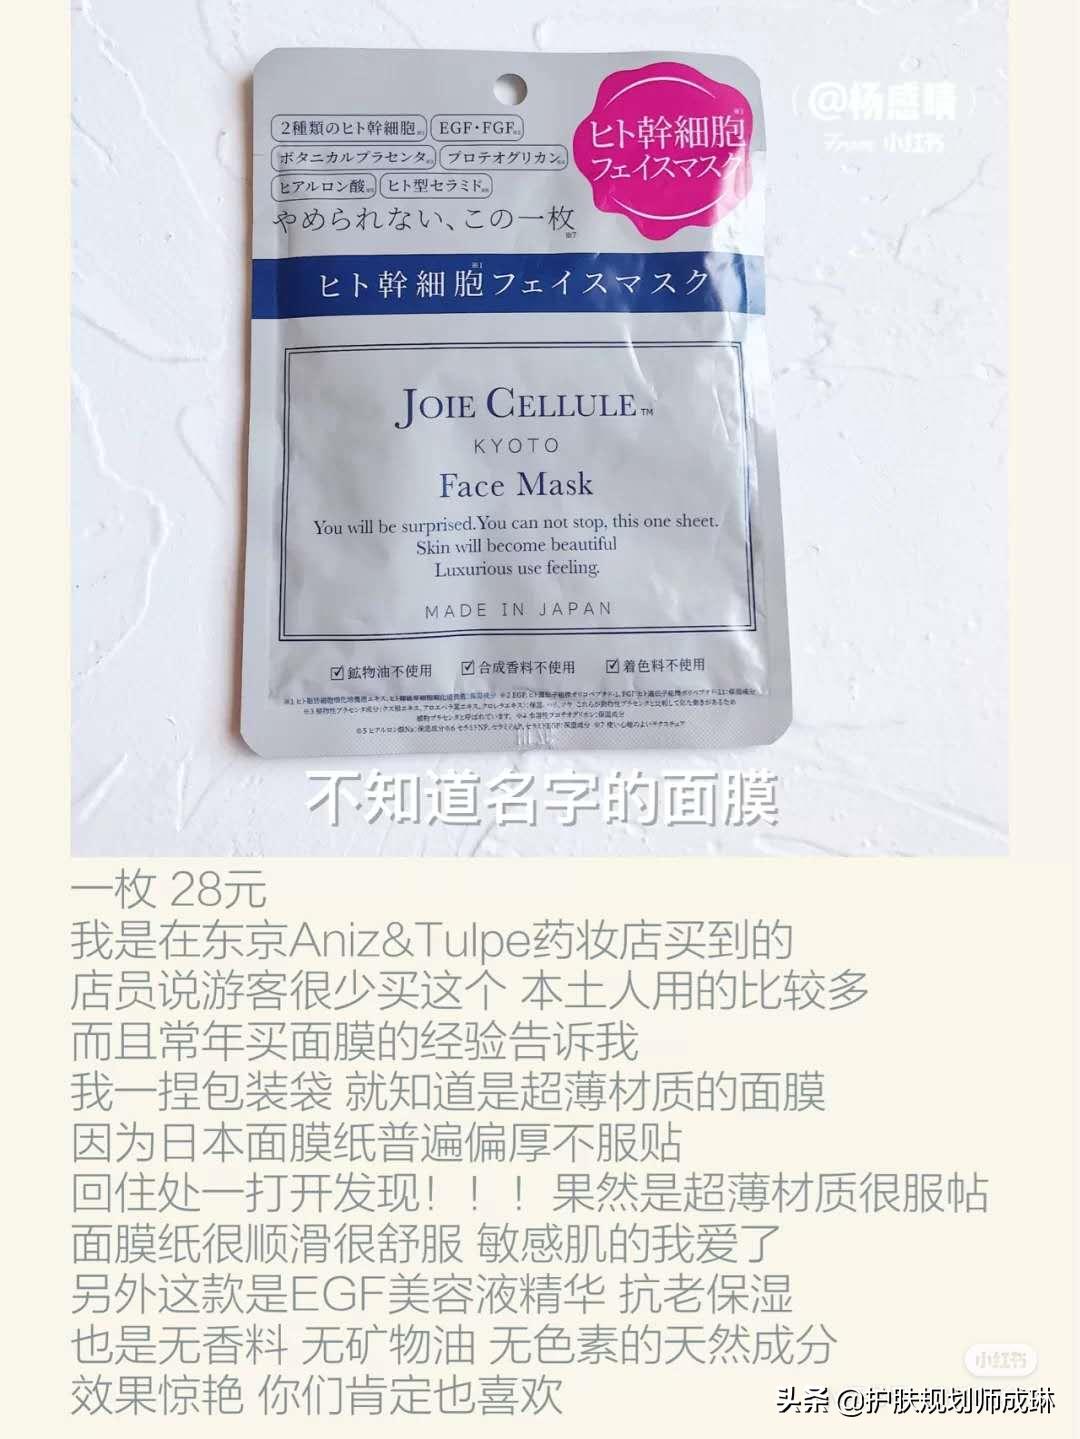 @杨感晴
From 小红书
2種類のヒト幹細胞※1 EGF・FGF※2
ボタニカルプラセンタ※3 プロテオグリカン※4
ヒアルロン酸※5 ヒト型セラミド※6
やめられない、この一枚※7
ヒト幹細胞※1
フェイスマスク
ヒト幹細胞※1フェイスマスク
JOIE CELLULE™
KYOTO
Face Mask
You will be surprised.You can not stop, this one sheet.
Skin will become beautiful
Luxurious use feeling.
MADE IN JAPAN
☑鉱物油不使用 ☑合成香料不使用 ☑着色料不使用
不知道名字的面膜
一枚 28元
我是在东京Aniz&Tulpe药妆店买到的
店员说游客很少买这个 本土人用的比较多
而且常年买面膜的经验告诉我
我一捏包装袋 就知道是超薄材质的面膜
因为日本面膜纸普遍偏厚不服贴
回住处一打开发现！！！果然是超薄材质很服帖
面膜纸很顺滑很舒服 敏感肌的我爱了
另外这款是EGF美容液精华 抗老保湿
也是无香料 无矿物油 无色素的天然成分
效果惊艳 你们肯定也喜欢
小红书
头条 @护肤规划师成琳